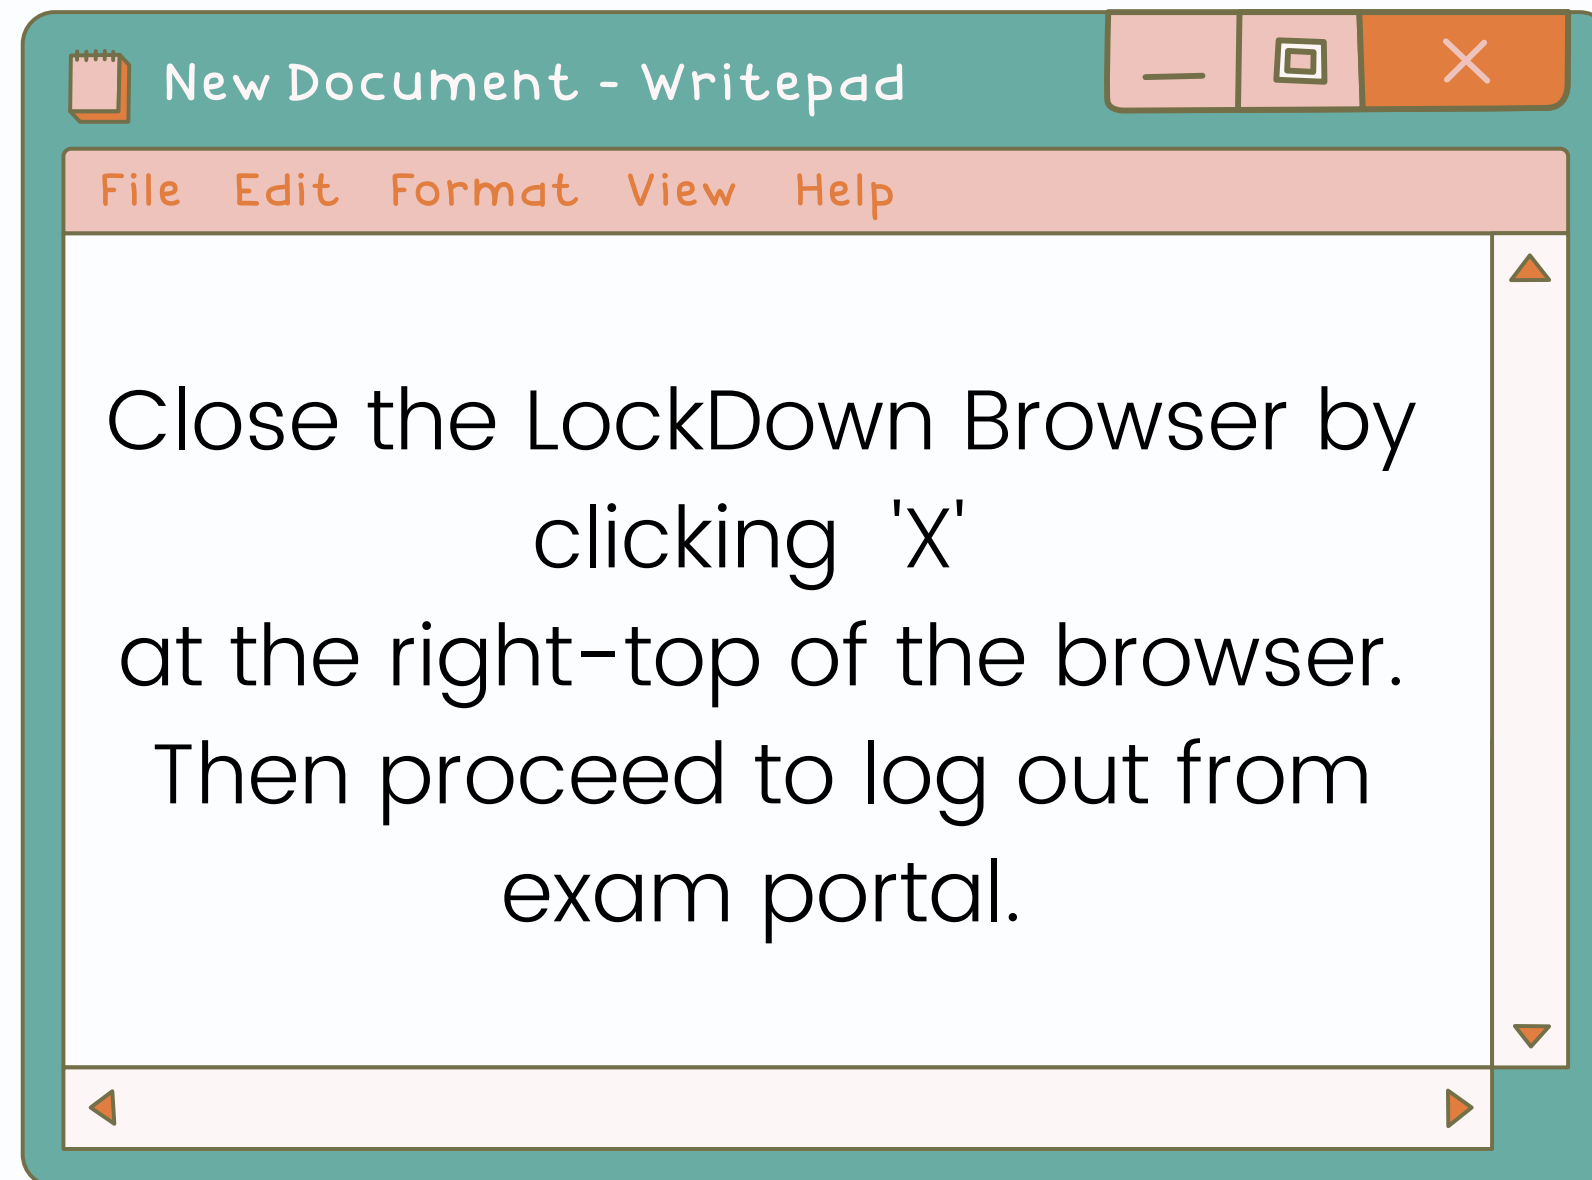 New Document - Writepad
File Edit Format View Help
Close the LockDown Browser by
clicking 'X'
at the right-top of the browser.
Then proceed to log out from
exam portal.